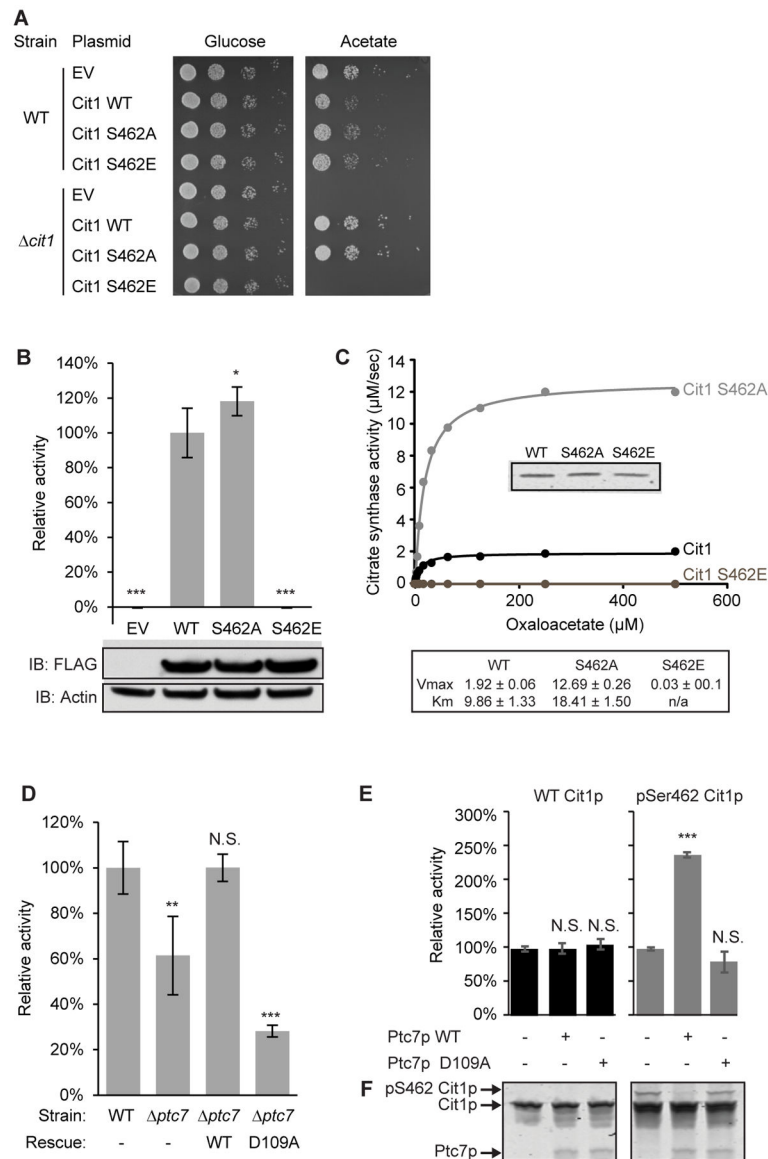 A
Strain Plasmid Glucose Acetate
WT
EV
Cit1 WT
Cit1 S462A
Cit1 S462E
Δcit1
EV
Cit1 WT
Cit1 S462A
Cit1 S462E
B
Relative activity
140%
120%
100%
80%
60%
40%
20%
0%
*
*** ***
EV WT S462A S462E
IB: FLAG
IB: Actin
C
Citrate synthase activity (µM/sec)
14
12
10
8
6
4
2
0
Cit1 S462A
WT S462A S462E
Cit1
Cit1 S462E
0 200 400 600
Oxaloacetate (µM)
WT S462A S462E
Vmax 1.92 ± 0.06 12.69 ± 0.26 0.03 ± 00.1
Km 9.86 ± 1.33 18.41 ± 1.50 n/a
D
Relative activity
120%
100%
80%
60%
40%
20%
0%
N.S.
**
***
Strain: WT Δptc7 Δptc7 Δptc7
Rescue: - - WT D109A
E
WT Cit1p pSer462 Cit1p
Relative activity
300%
250%
200%
150%
100%
50%
0%
N.S. N.S.
***
N.S.
Ptc7p WT - + - - + -
Ptc7p D109A - - + - - +
F
pS462 Cit1p
Cit1p
Ptc7p